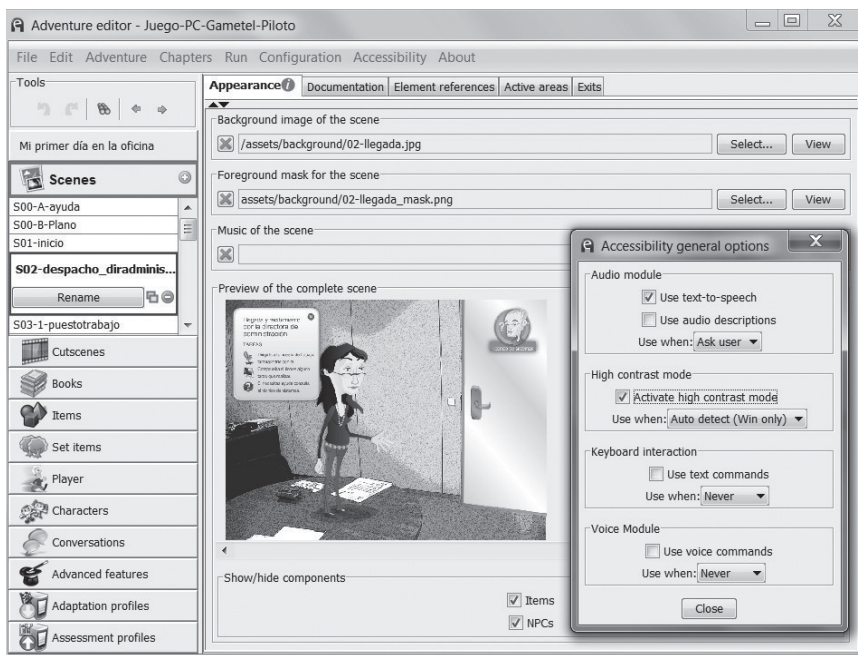 Adventure editor - Juego-PC-Gametel-Piloto
File Edit Adventure Chapters Run Configuration Accessibility About
Tools
Mi primer día en la oficina
Scenes
S00-A-ayuda
S00-B-Plano
S01-inicio
S02-despacho_diradminis...
Rename
S03-1-puestotrabajo
Cutscenes
Books
Items
Set items
Player
Characters
Conversations
Advanced features
Adaptation profiles
Assessment profiles
Appearance Documentation Element references Active areas Exits
Background image of the scene
/assets/background/02-llegada.jpg Select... View
Foreground mask for the scene
assets/background/02-llegada_mask.png Select... View
Music of the scene
Preview of the complete scene
Llegada y
por la directora de
administración
TAREAS
Show/hide components
Items
NPCs
Accessibility general options
Audio module
Use text-to-speech
Use audio descriptions
Use when: Ask user
High contrast mode
Activate high contrast mode
Use when: Auto detect (Win only)
Keyboard interaction
Use text commands
Use when: Never
Voice Module
Use voice commands
Use when: Never
Close